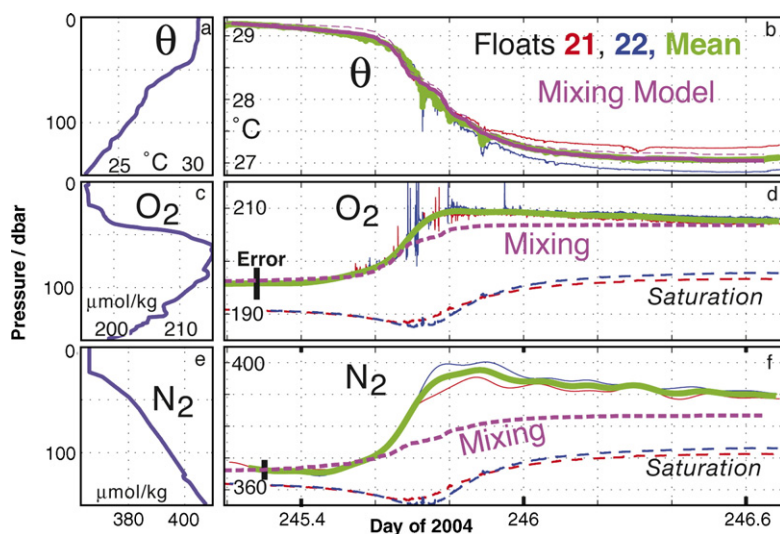 0
100
θ
a
25 °C 30
29
28
°C
27
θ
Floats 21, 22, Mean
Mixing Model
b
Pressure / dbar
0
100
O2
c
μmol/kg
200 210
210
190
O2
Error
Mixing
Saturation
d
0
100
N2
e
μmol/kg
380 400
400
360
N2
Mixing
Saturation
f
245.4 246 246.6
Day of 2004